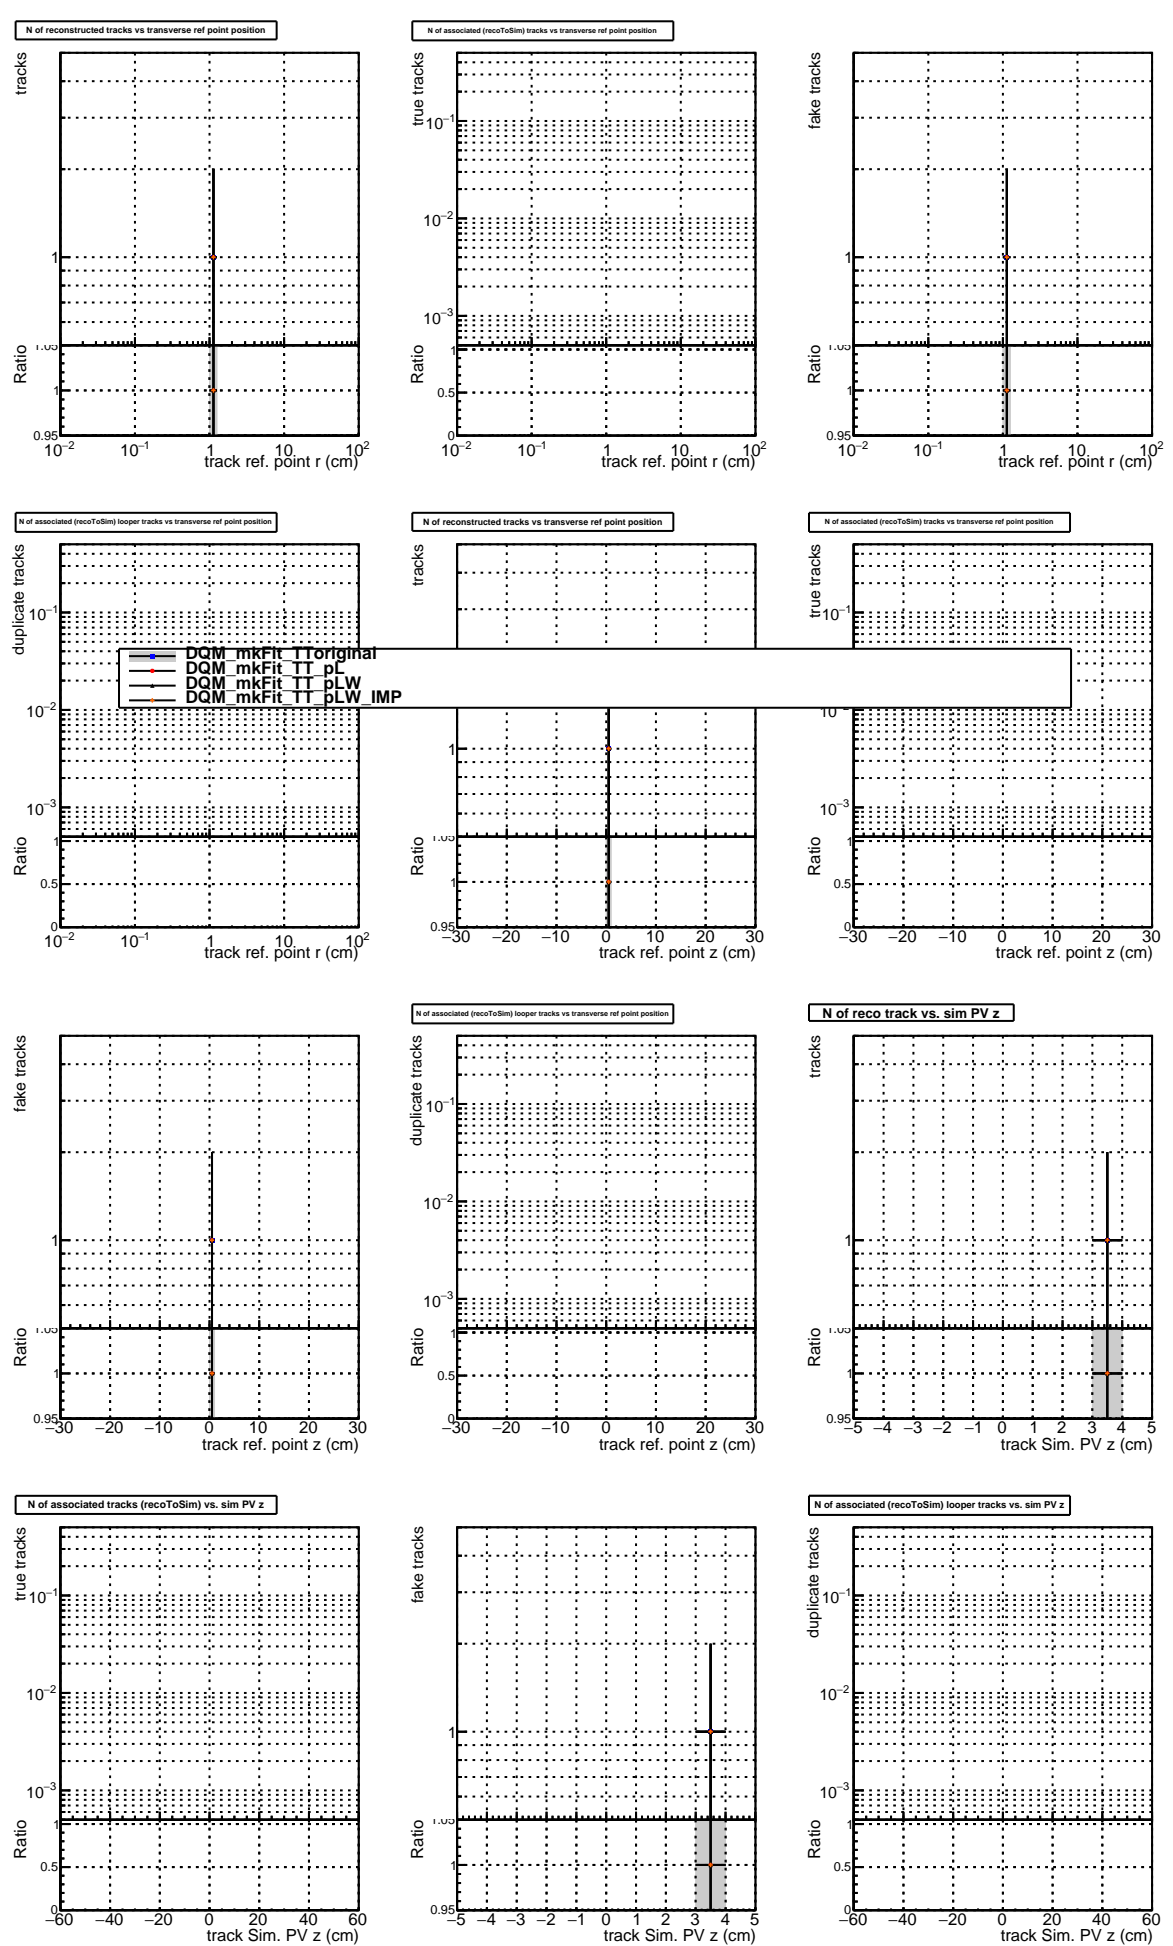 N of reconstructed tracks vs transverse ref point position
N of associated (recoToSim) tracks vs transverse ref point position
tracks
true tracks
fake tracks
10−1
10−2
10−3
1
1
Ratio
1.05
1
0.95
Ratio
1
0.5
0
Ratio
1.05
1
0.95
10−2 10−1 1 10 102
track ref. point r (cm)
10−2 10−1 1 10 102
track ref. point r (cm)
10−2 10−1 1 10 102
track ref. point r (cm)
N of associated (recoToSim) looper tracks vs transverse ref point position
N of reconstructed tracks vs transverse ref point position
N of associated (recoToSim) tracks vs transverse ref point position
duplicate tracks
tracks
true tracks
10−1
10−1
DQM_mkFit_TToriginal
DQM_mkFit_TT_pL
DQM_mkFit_TT_pLW
DQM_mkFit_TT_pLW_IMP
10−2
10−2
1
10−3
10−3
Ratio
1
0.5
0
Ratio
1.05
1
0.95
Ratio
1
0.5
0
10−2 10−1 1 10 102
track ref. point r (cm)
−30 −20 −10 0 10 20 30
track ref. point z (cm)
−30 −20 −10 0 10 20 30
track ref. point z (cm)
N of associated (recoToSim) looper tracks vs transverse ref point position
N of reco track vs. sim PV z
fake tracks
duplicate tracks
tracks
10−1
10−2
10−3
1
1
Ratio
1.05
1
0.95
Ratio
1
0.5
0
Ratio
1.05
1
0.95
−30 −20 −10 0 10 20 30
track ref. point z (cm)
−30 −20 −10 0 10 20 30
track ref. point z (cm)
−5 −4 −3 −2 −1 0 1 2 3 4 5
track Sim. PV z (cm)
N of associated tracks (recoToSim) vs. sim PV z
N of associated (recoToSim) looper tracks vs. sim PV z
true tracks
fake tracks
duplicate tracks
10−1
10−1
10−2
10−2
1
10−3
10−3
Ratio
1
0.5
0
Ratio
1.05
1
0.95
Ratio
1
0.5
0
−60 −40 −20 0 20 40 60
track Sim. PV z (cm)
−5 −4 −3 −2 −1 0 1 2 3 4 5
track Sim. PV z (cm)
−60 −40 −20 0 20 40 60
track Sim. PV z (cm)